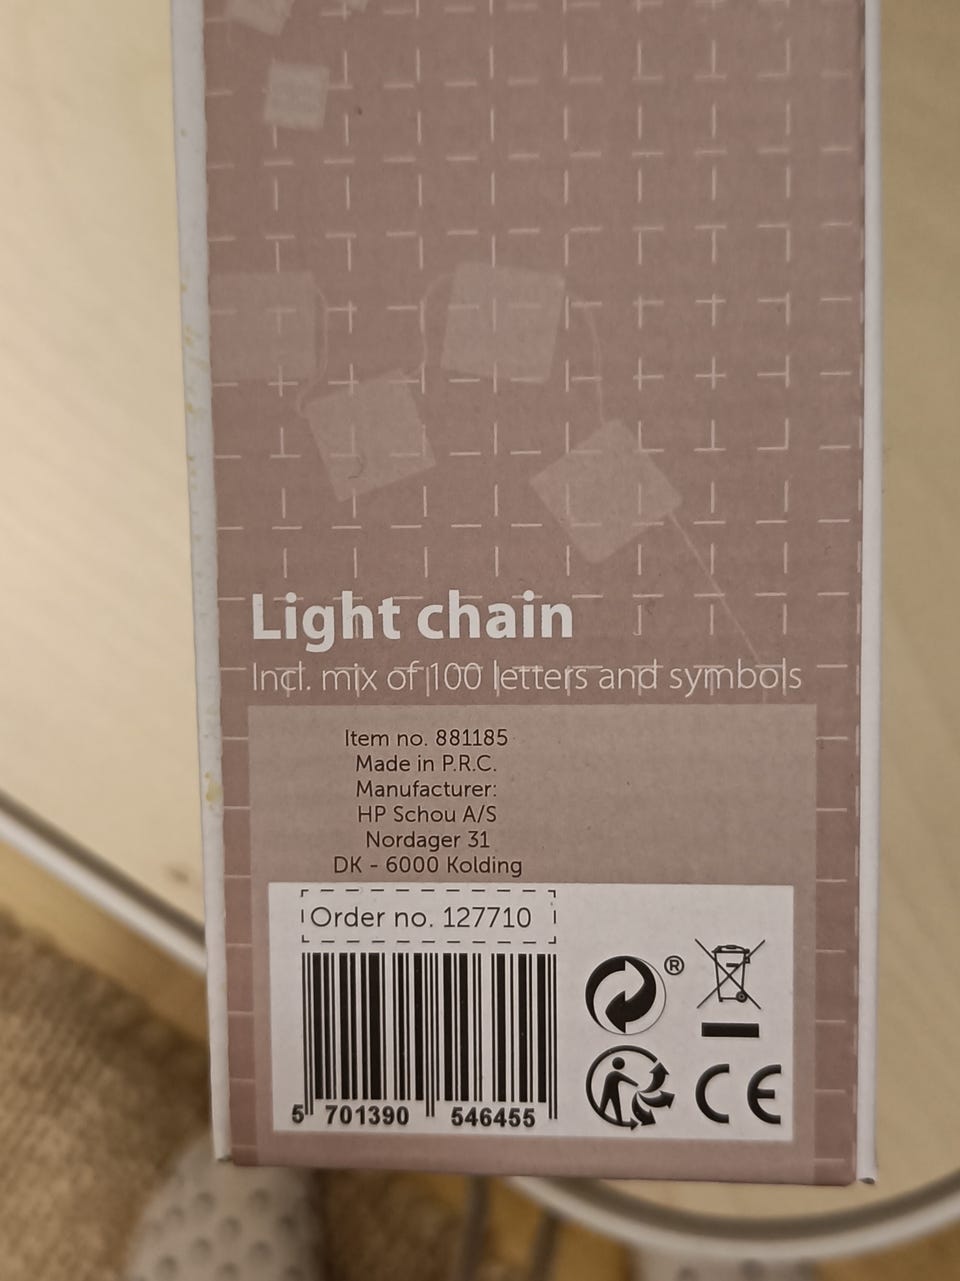 Light chain
Incl. mix of 100 letters and symbols
Item no. 881185
Made in P.R.C.
Manufacturer:
HP Schou A/S
Nordager 31
DK - 6000 Kolding
Order no. 127710
®
5 701390 546455
CE